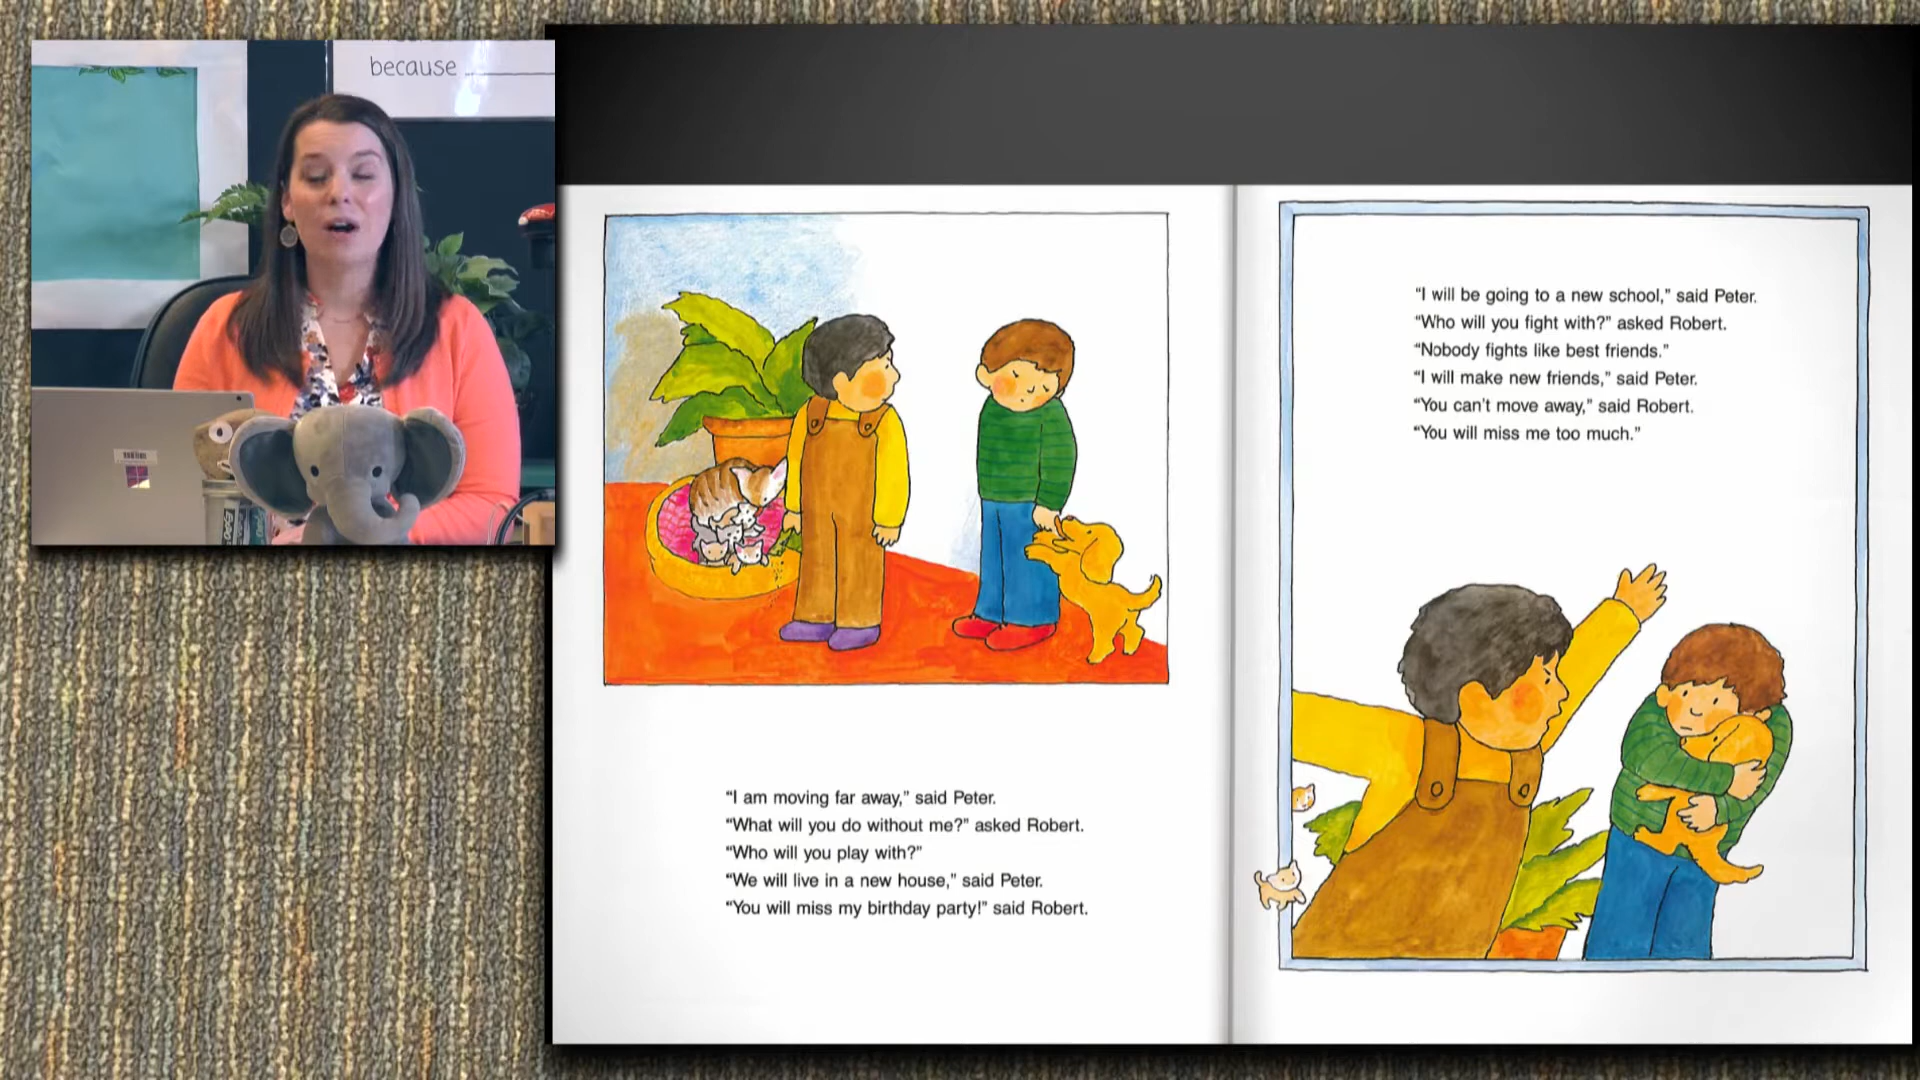 because
EXPO
"I am moving far away," said Peter.
"What will you do without me?" asked Robert.
"Who will you play with?"
"We will live in a new house," said Peter.
"You will miss my birthday party!" said Robert.
"I will be going to a new school," said Peter.
"Who will you fight with?" asked Robert.
"Nobody fights like best friends."
"I will make new friends," said Peter.
"You can't move away," said Robert.
"You will miss me too much."